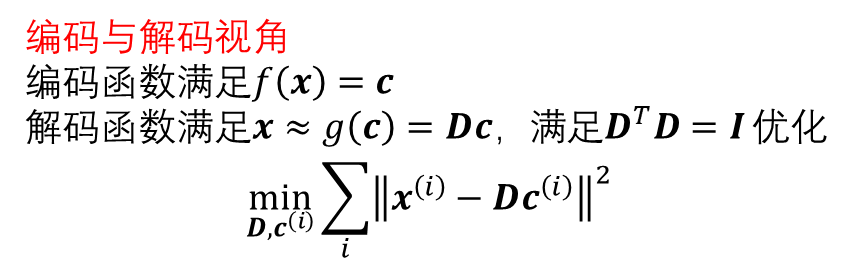 编码与解码视角
编码函数满足f(x) = c
解码函数满足x ≈ g(c) = Dc，满足DᵀD = I 优化
min_{D,c^{(i)}} ∑_i ‖x^{(i)} − Dc^{(i)}‖²